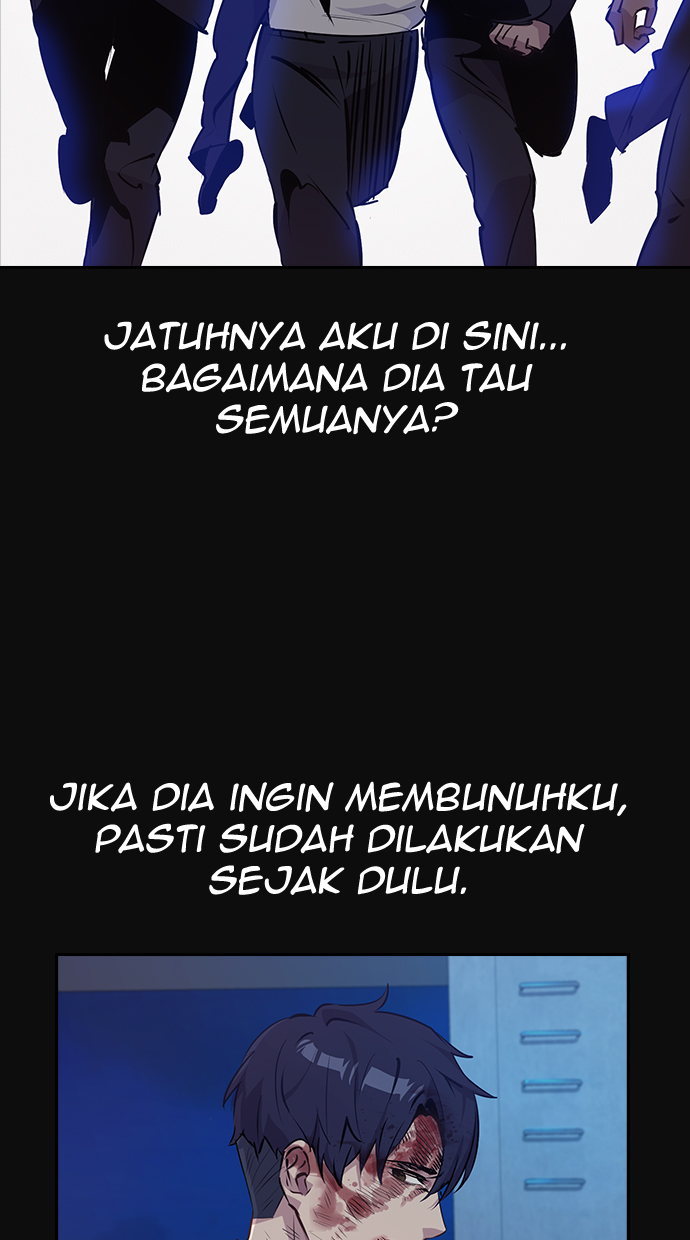 JATUHNYA AKU DI SINI...
BAGAIMANA DIA TAU
SEMUANYA?
JIKA DIA INGIN MEMBUNUHKU,
PASTI SUDAH DILAKUKAN
SEJAK DULU.